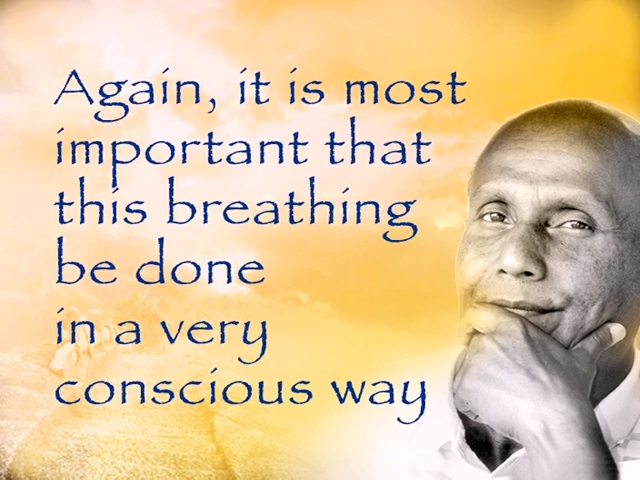 Again, it is most
important that
this breathing
be done
in a very
conscious way